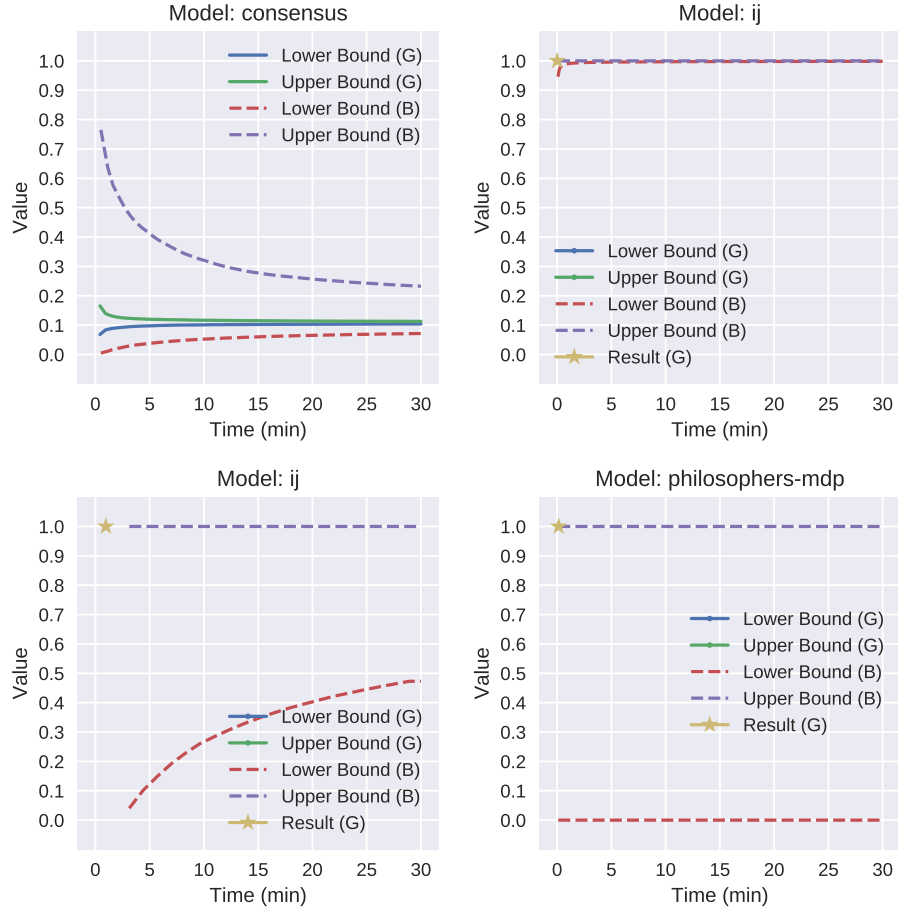 Model: consensus
Value
1.0
0.9
0.8
0.7
0.6
0.5
0.4
0.3
0.2
0.1
0.0
Lower Bound (G)
Upper Bound (G)
Lower Bound (B)
Upper Bound (B)
0 5 10 15 20 25 30
Time (min)
Model: ij
Value
1.0
0.9
0.8
0.7
0.6
0.5
0.4
0.3
0.2
0.1
0.0
Lower Bound (G)
Upper Bound (G)
Lower Bound (B)
Upper Bound (B)
Result (G)
0 5 10 15 20 25 30
Time (min)
Model: ij
Value
1.0
0.9
0.8
0.7
0.6
0.5
0.4
0.3
0.2
0.1
0.0
Lower Bound (G)
Upper Bound (G)
Lower Bound (B)
Upper Bound (B)
Result (G)
0 5 10 15 20 25 30
Time (min)
Model: philosophers-mdp
Value
1.0
0.9
0.8
0.7
0.6
0.5
0.4
0.3
0.2
0.1
0.0
Lower Bound (G)
Upper Bound (G)
Lower Bound (B)
Upper Bound (B)
Result (G)
0 5 10 15 20 25 30
Time (min)